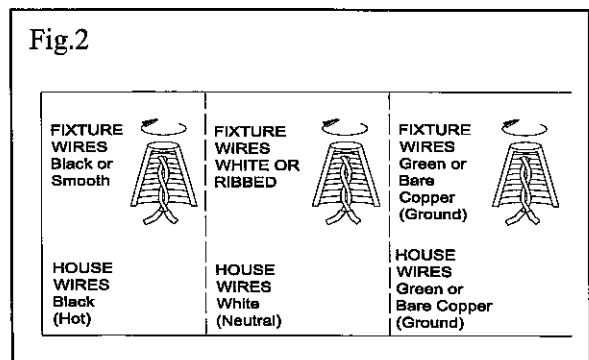 Fig.2
FIXTURE
WIRES
Black or
Smooth
HOUSE
WIRES
Black
(Hot)
FIXTURE
WIRES
WHITE OR
RIBBED
HOUSE
WIRES
White
(Neutral)
FIXTURE
WIRES
Green or
Bare
Copper
(Ground)
HOUSE
WIRES
Green or
Bare Copper
(Ground)